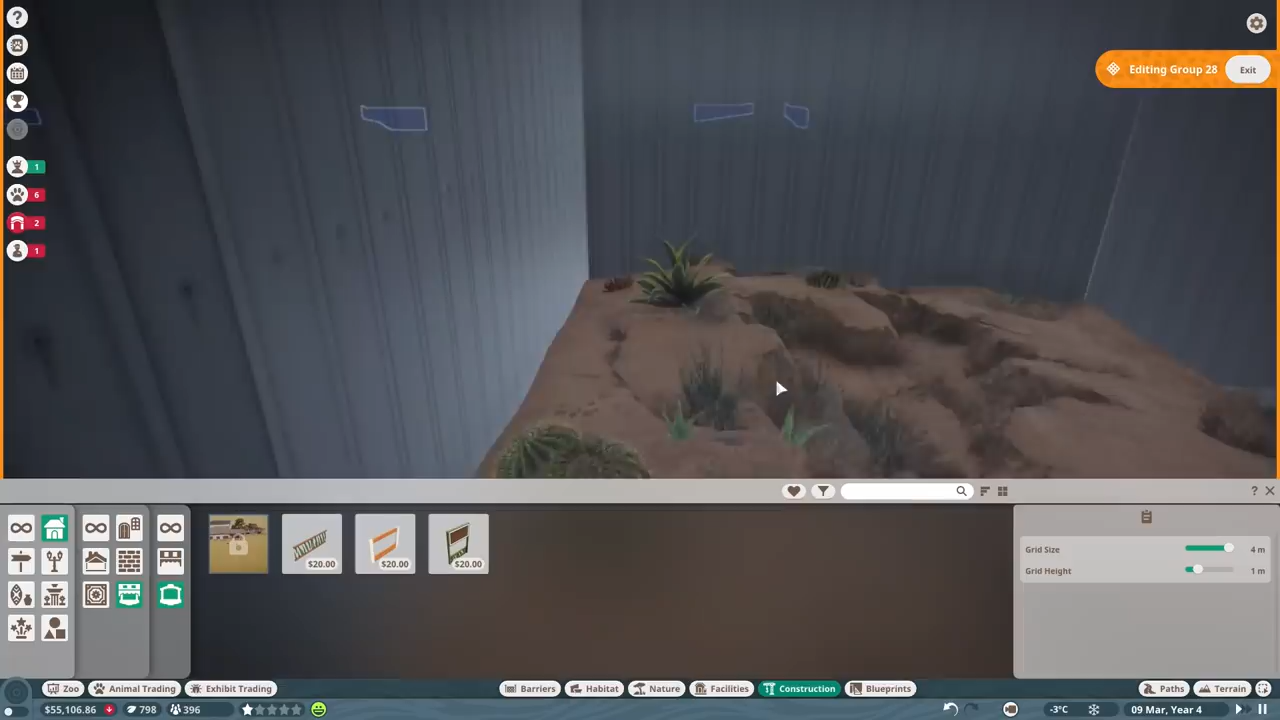 ?
Editing Group 28
Exit
1
6
2
1
?
$20.00
$20.00
$20.00
Grid Size
4 m
Grid Height
1 m
Zoo
Animal Trading
Exhibit Trading
Barriers
Habitat
Nature
Facilities
Construction
Blueprints
Paths
Terrain
$55,106.86
798
396
-3°C
09 Mar, Year 4